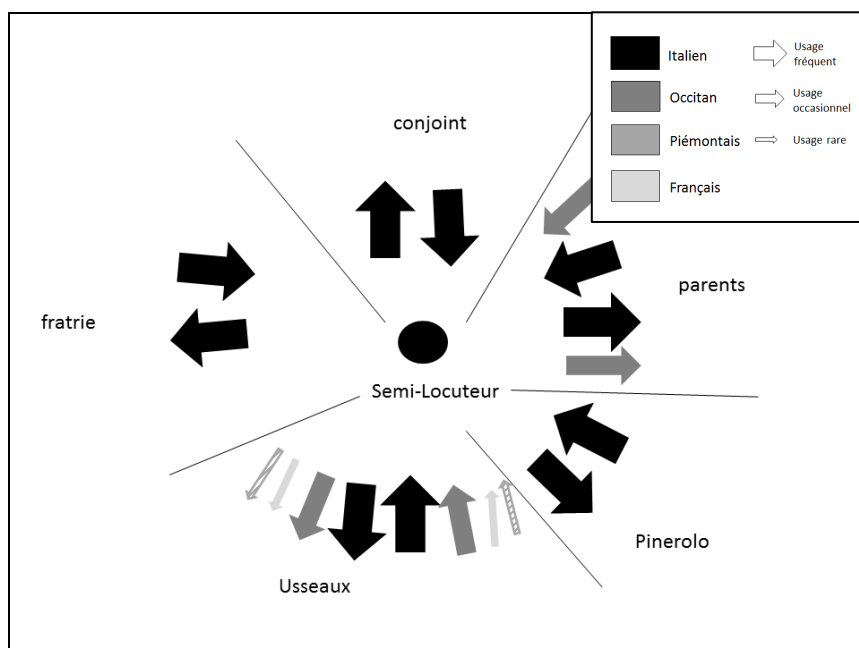 Italien
Usage
fréquent
Occitan
Usage
occasionnel
Piémontais
Usage rare
Français
conjoint
parents
fratrie
Semi-Locuteur
Pinerolo
Usseaux